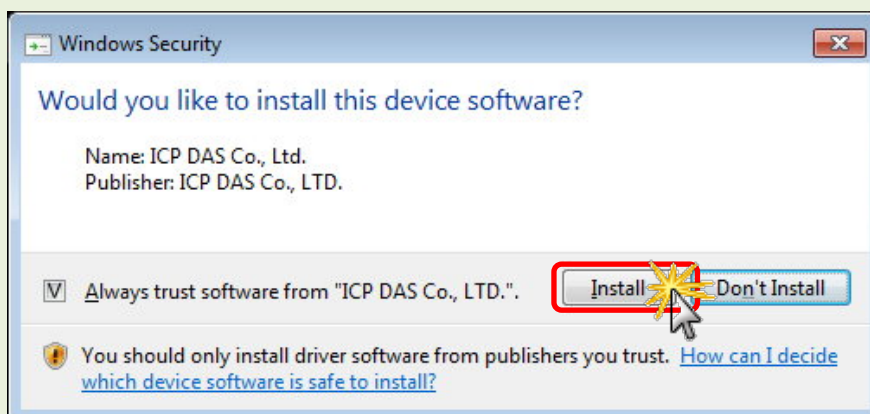 Windows Security
Would you like to install this device software?
Name: ICP DAS Co., Ltd.
Publisher: ICP DAS Co., LTD.
V Always trust software from "ICP DAS Co., LTD.".
Install Don't Install
You should only install driver software from publishers you trust. How can I decide
which device software is safe to install?